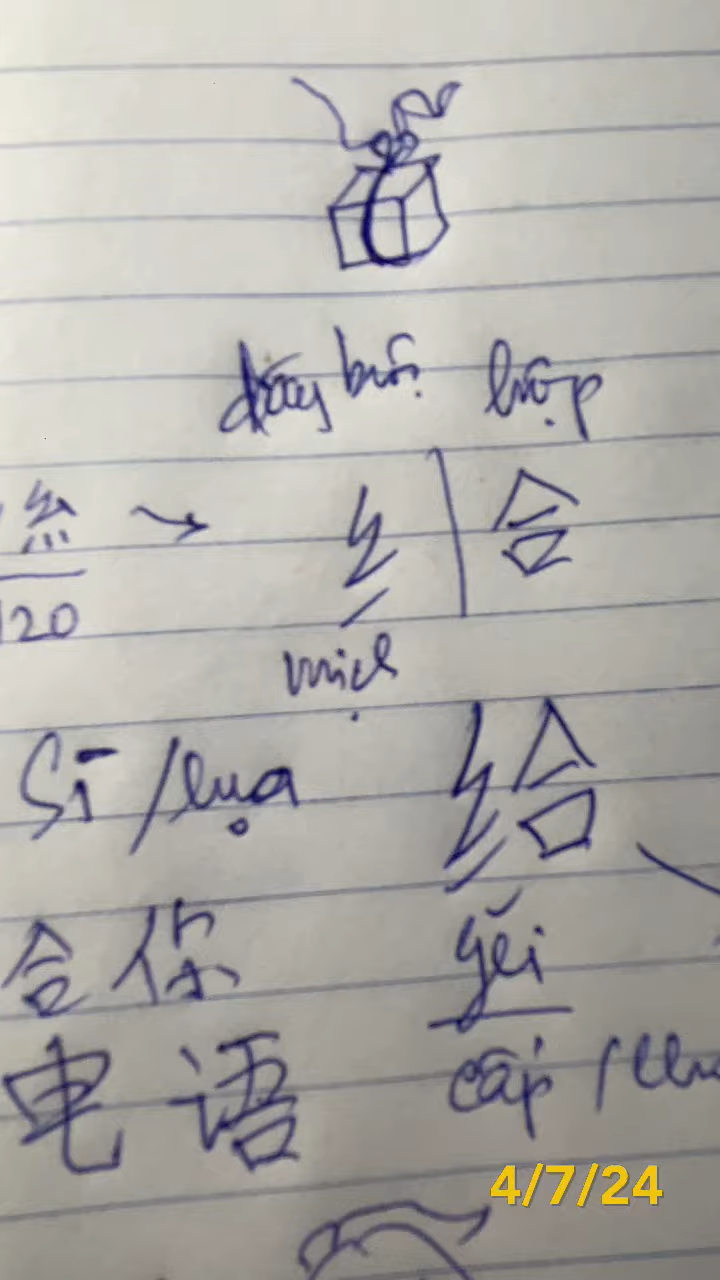 dây buộc hộp
糹 → 纟 | 合
120
mịch
sī / lụa 给
合你 gěi
电语 cấp /
4/7/24